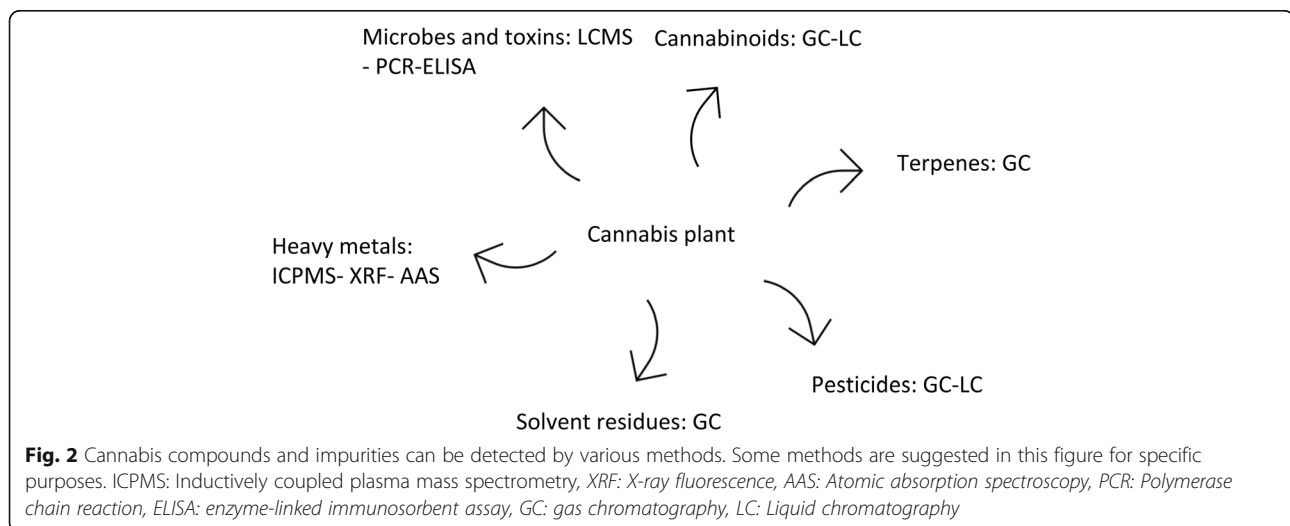 Microbes and toxins: LCMS
- PCR-ELISA
Cannabinoids: GC-LC
Terpenes: GC
Cannabis plant
Heavy metals:
ICPMS- XRF- AAS
Pesticides: GC-LC
Solvent residues: GC
Fig. 2 Cannabis compounds and impurities can be detected by various methods. Some methods are suggested in this figure for specific
purposes. ICPMS: Inductively coupled plasma mass spectrometry, XRF: X-ray fluorescence, AAS: Atomic absorption spectroscopy, PCR: Polymerase
chain reaction, ELISA: enzyme-linked immunosorbent assay, GC: gas chromatography, LC: Liquid chromatography